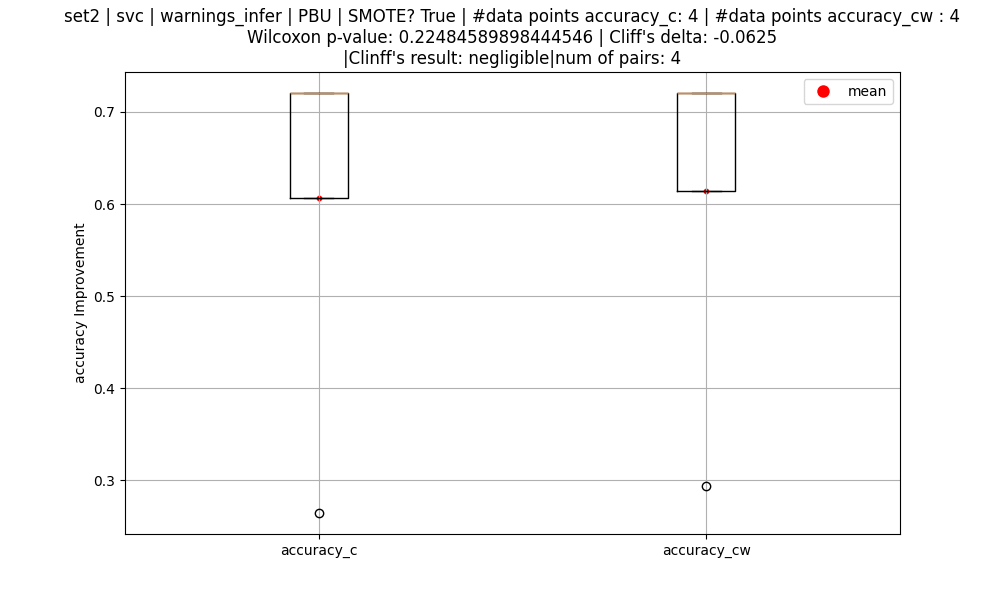 set2 | svc | warnings_infer | PBU | SMOTE? True | #data points accuracy_c: 4 | #data points accuracy_cw : 4
Wilcoxon p-value: 0.22484589898444546 | Cliff's delta: -0.0625
|Clinff's result: negligible|num of pairs: 4
mean
0.7
0.6
0.5
0.4
0.3
accuracy Improvement
accuracy_c
accuracy_cw